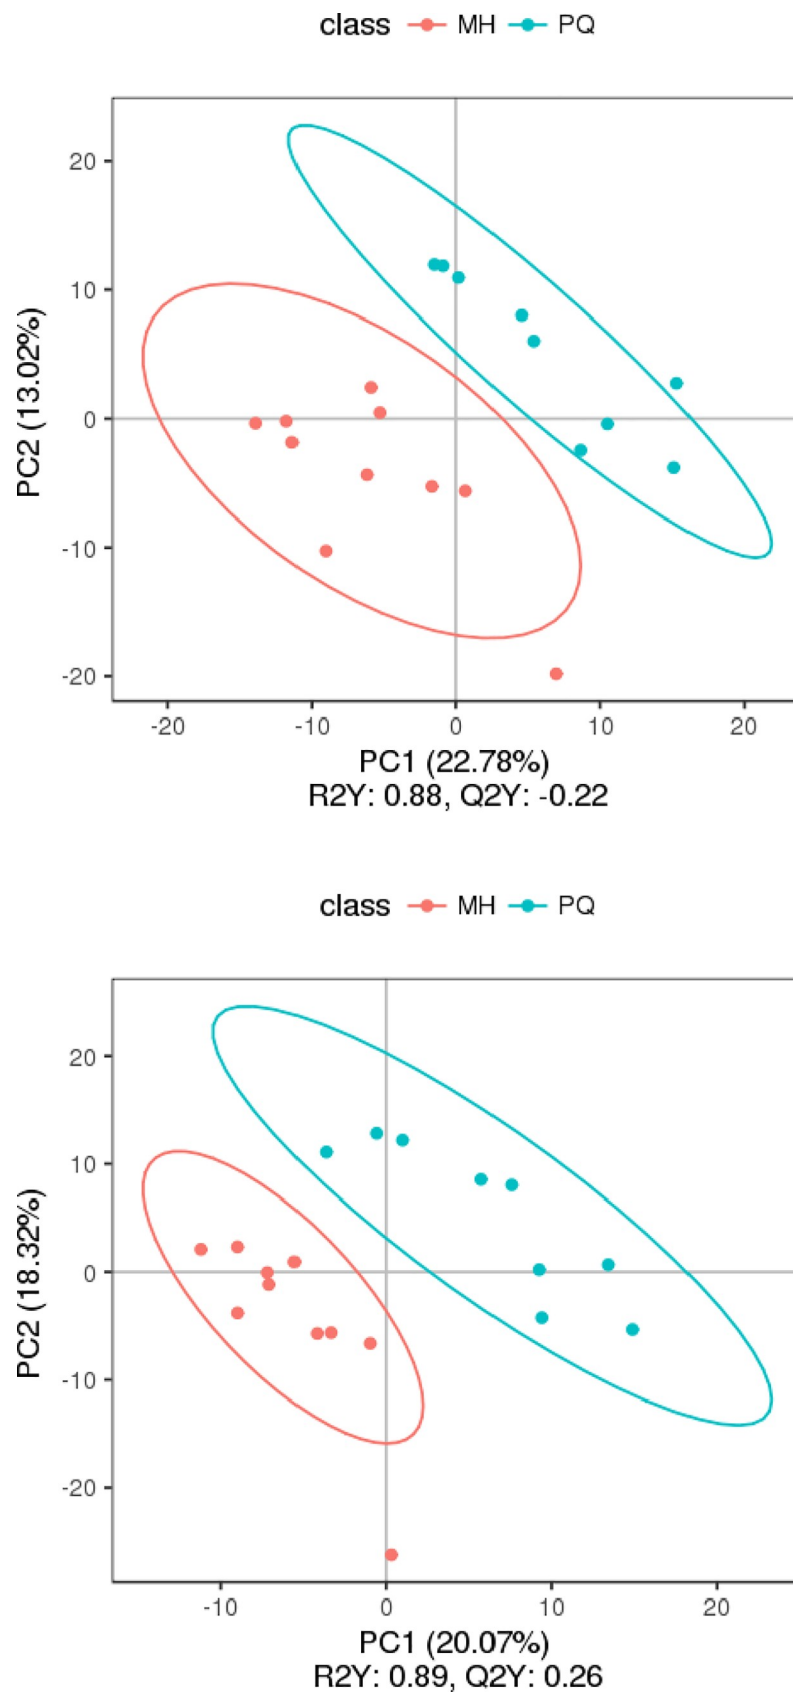 class MH PQ
20
10
0
-10
-20
PC2 (13.02%)
-20 -10 0 10 20
PC1 (22.78%)
R2Y: 0.88, Q2Y: -0.22
class MH PQ
20
10
0
-10
-20
PC2 (18.32%)
-10 0 10 20
PC1 (20.07%)
R2Y: 0.89, Q2Y: 0.26